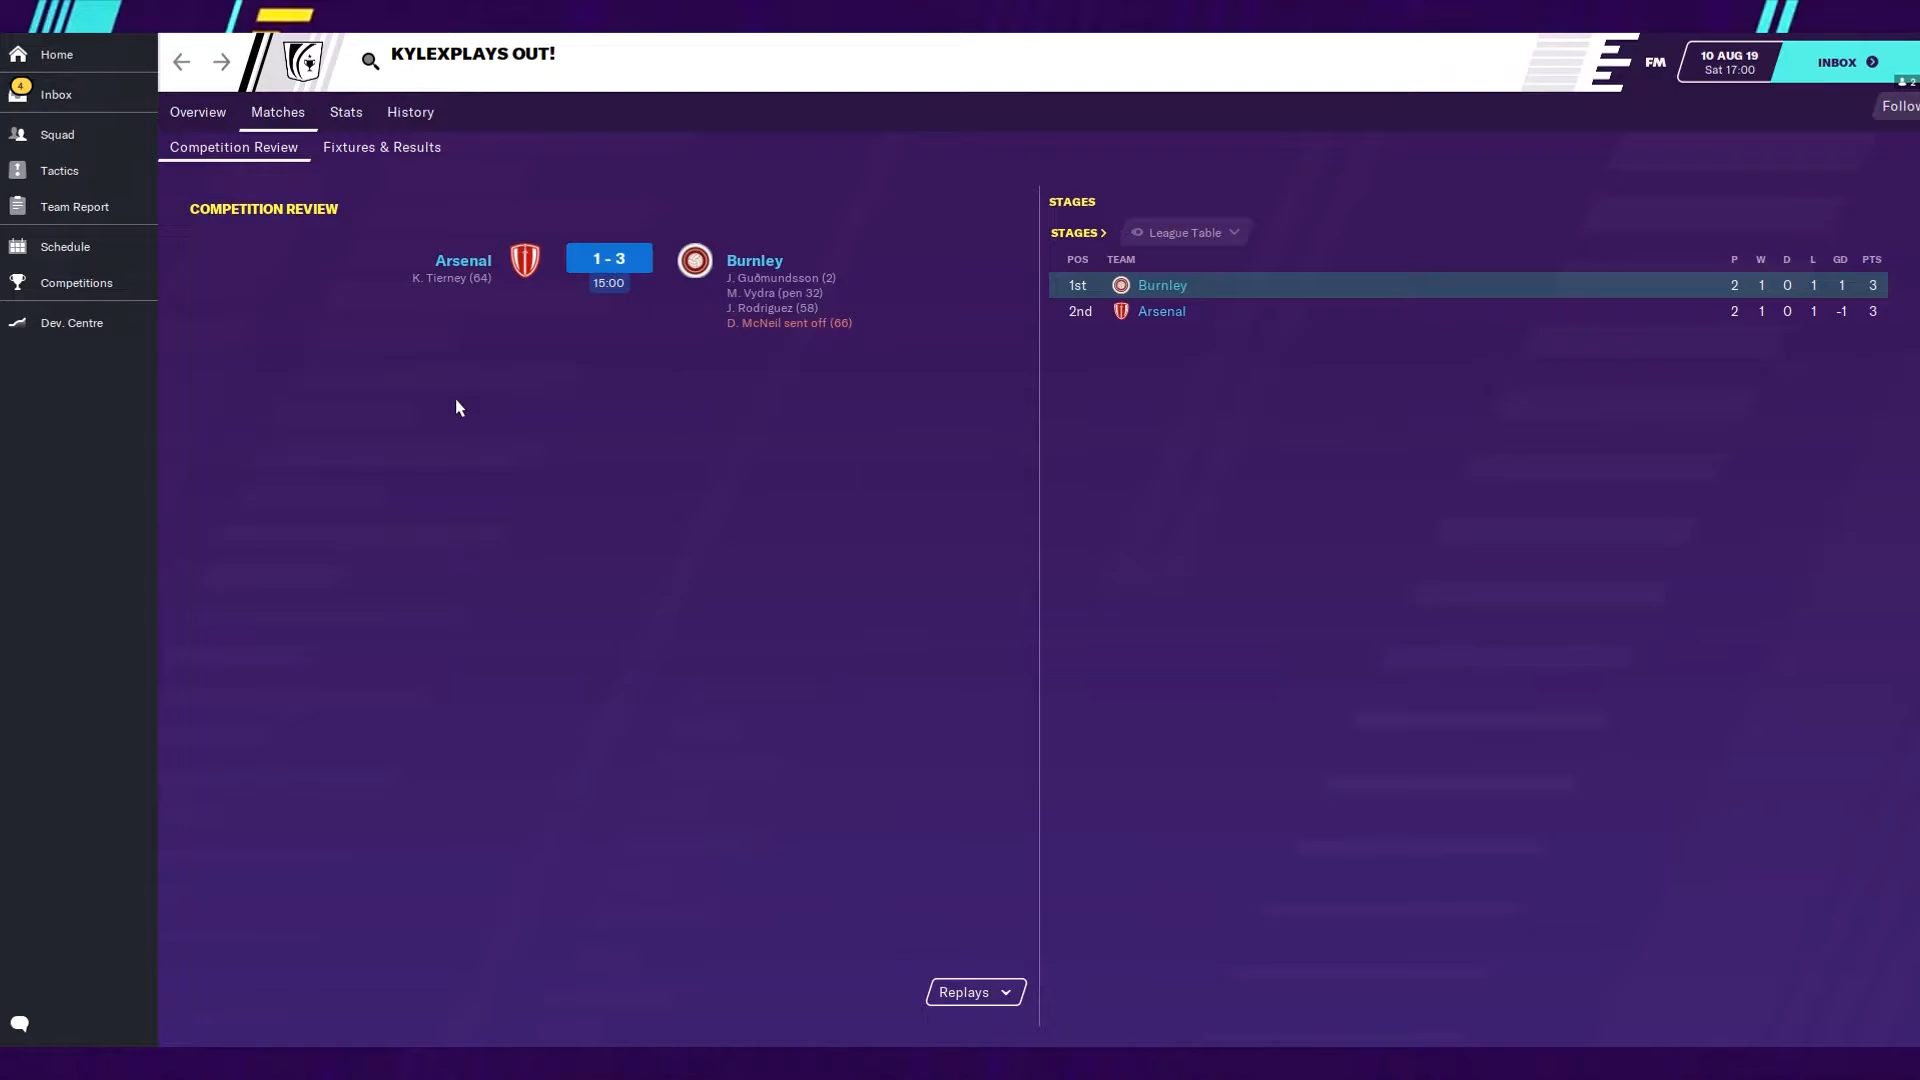 KYLEXPLAYS OUT!
FM
10 AUG 19
Sat 17:00
INBOX
2
Follow
Home
4
Inbox
Squad
Tactics
Team Report
Schedule
Competitions
Dev. Centre
Overview Matches Stats History
Competition Review Fixtures & Results
COMPETITION REVIEW
Arsenal 1 - 3 Burnley
K. Tierney (64) 15:00 J. Guðmundsson (2)
M. Vydra (pen 32)
J. Rodriguez (58)
D. McNeil sent off (66)
Replays
STAGES
STAGES > League Table
POS TEAM P W D L GD PTS
1st Burnley 2 1 0 1 1 3
2nd Arsenal 2 1 0 1 -1 3